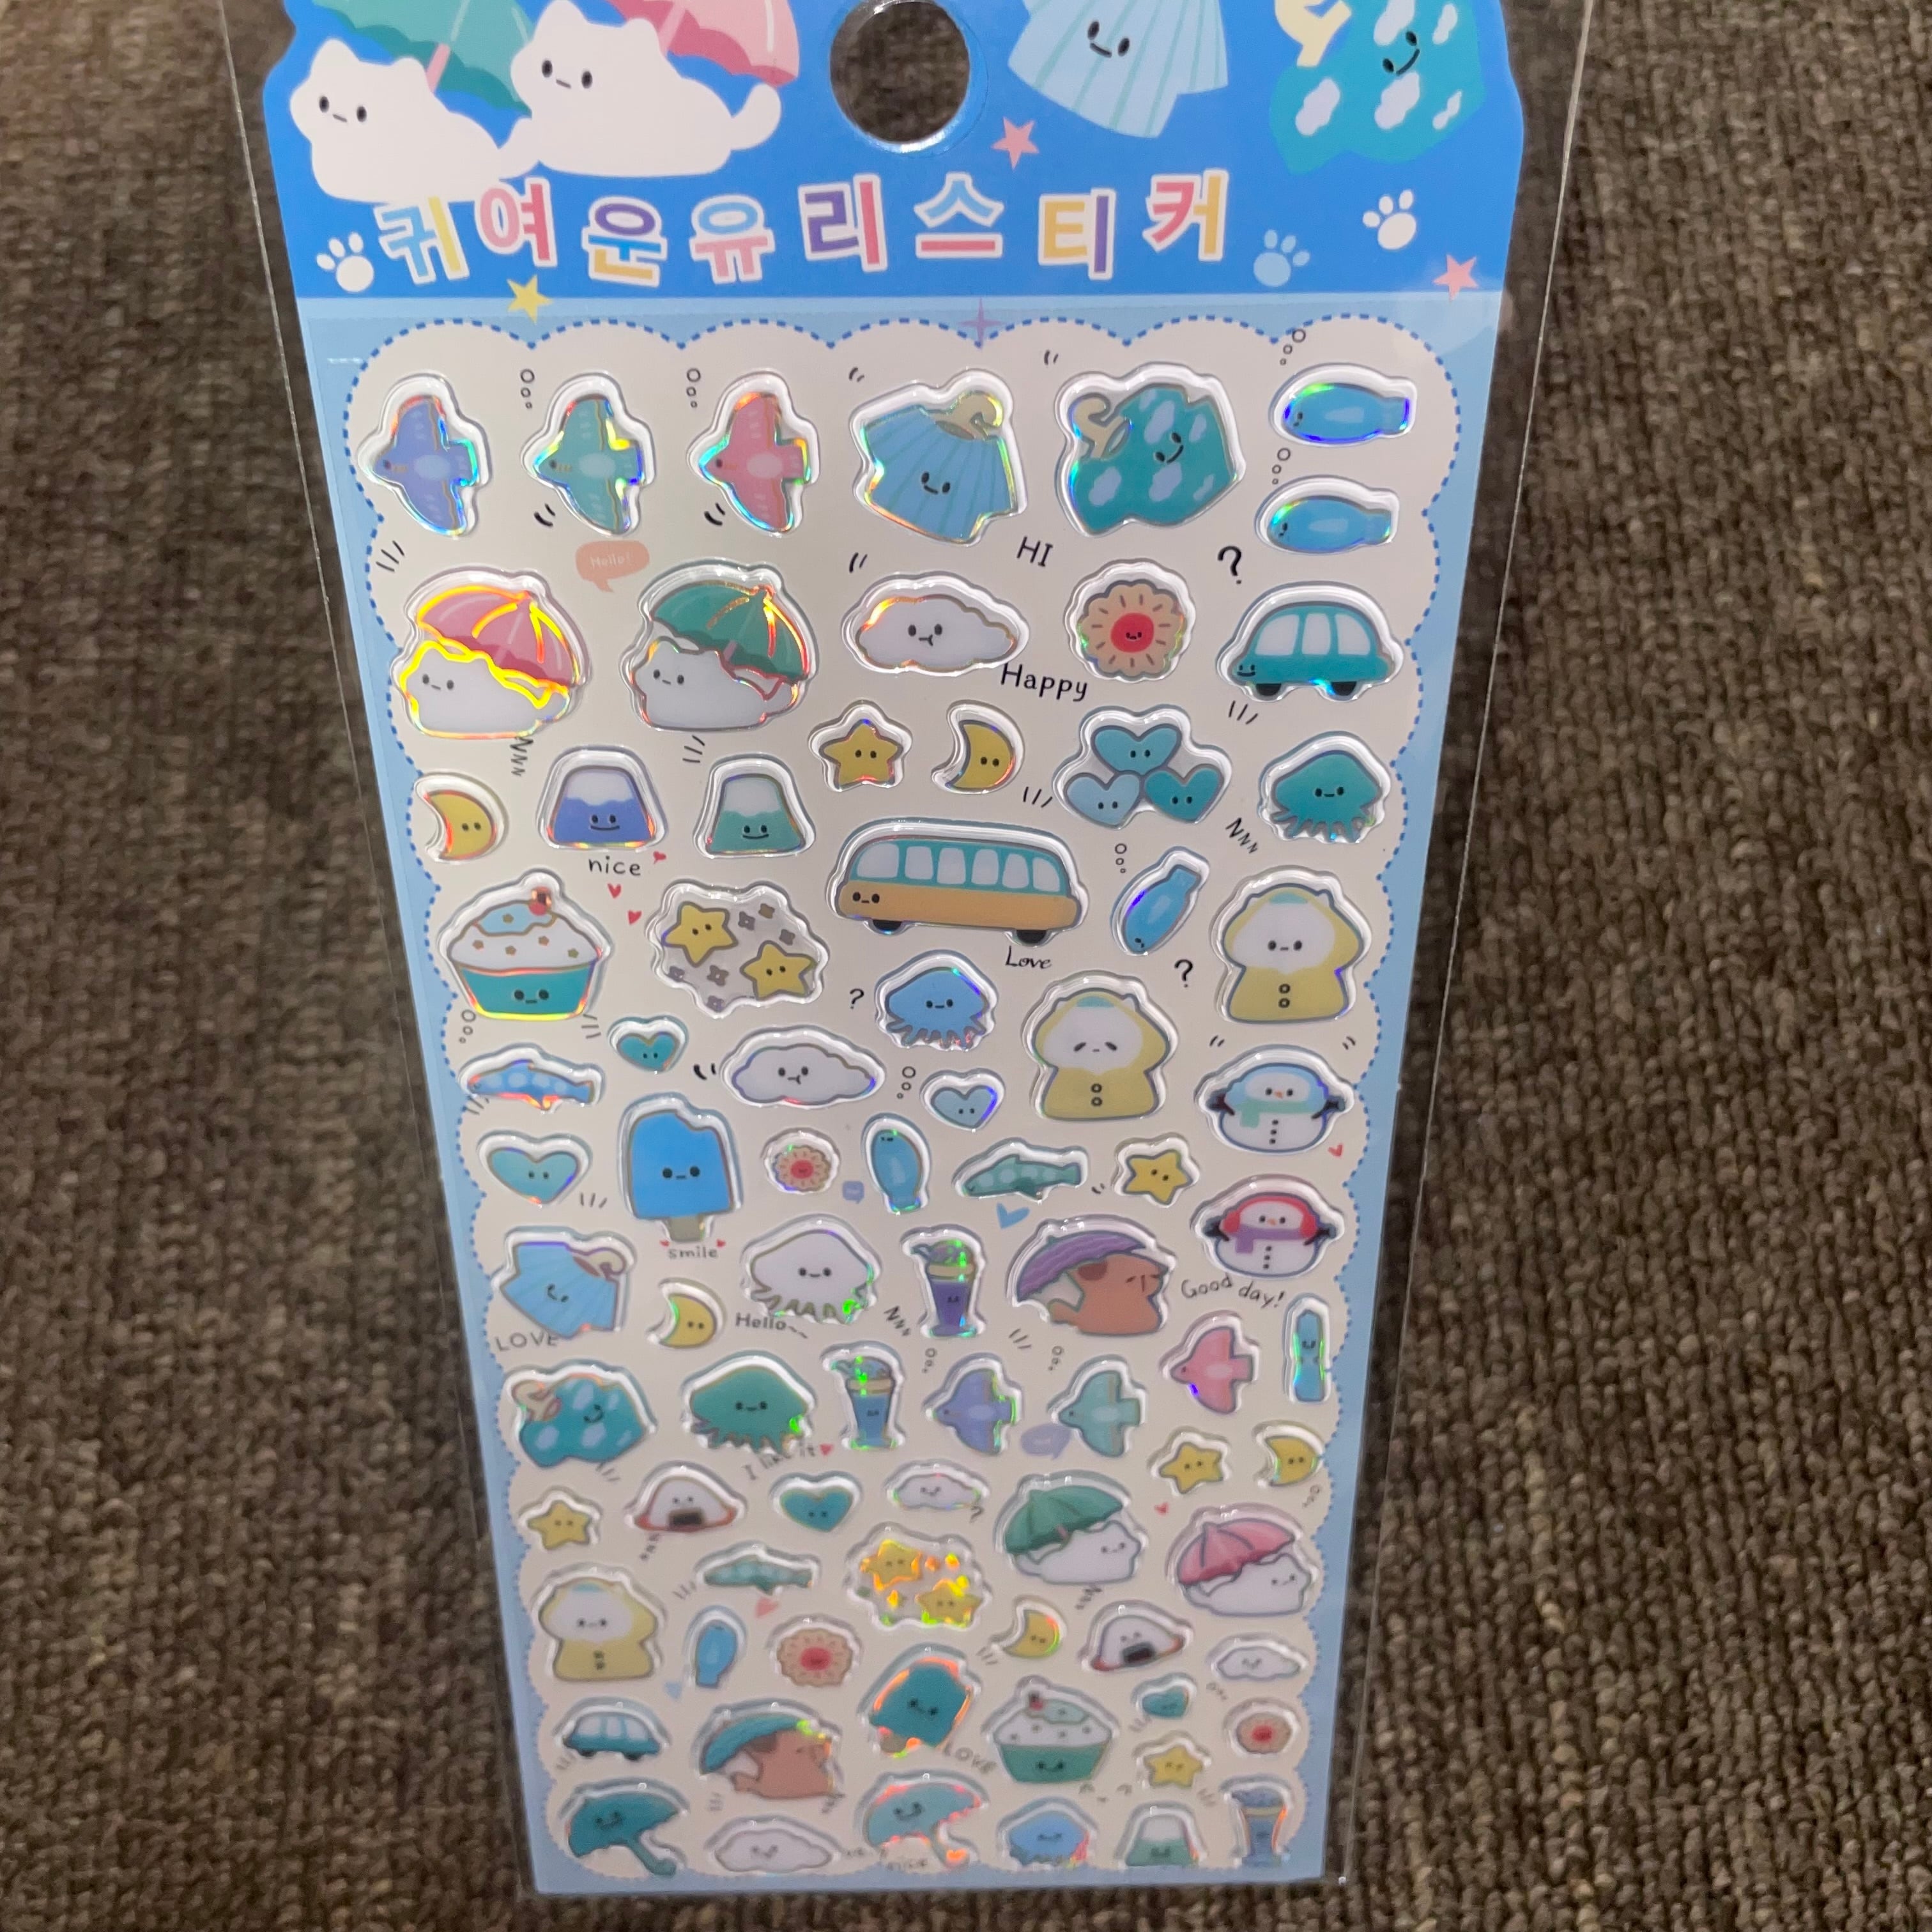 귀여운유리스티커
Hello!
HI
?
Happy
nice
Love
?
?
smile
Good day!
Hello~~
LOVE
I like it
?
LOVE
nice